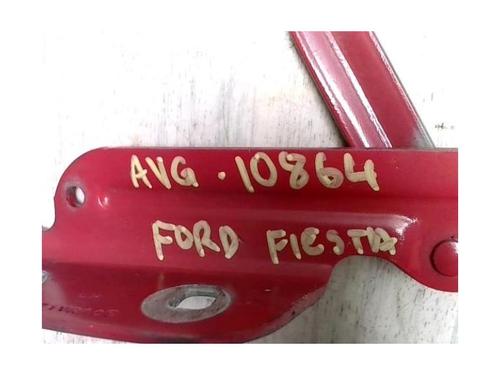 AVG . 10864
FORD FIESTA